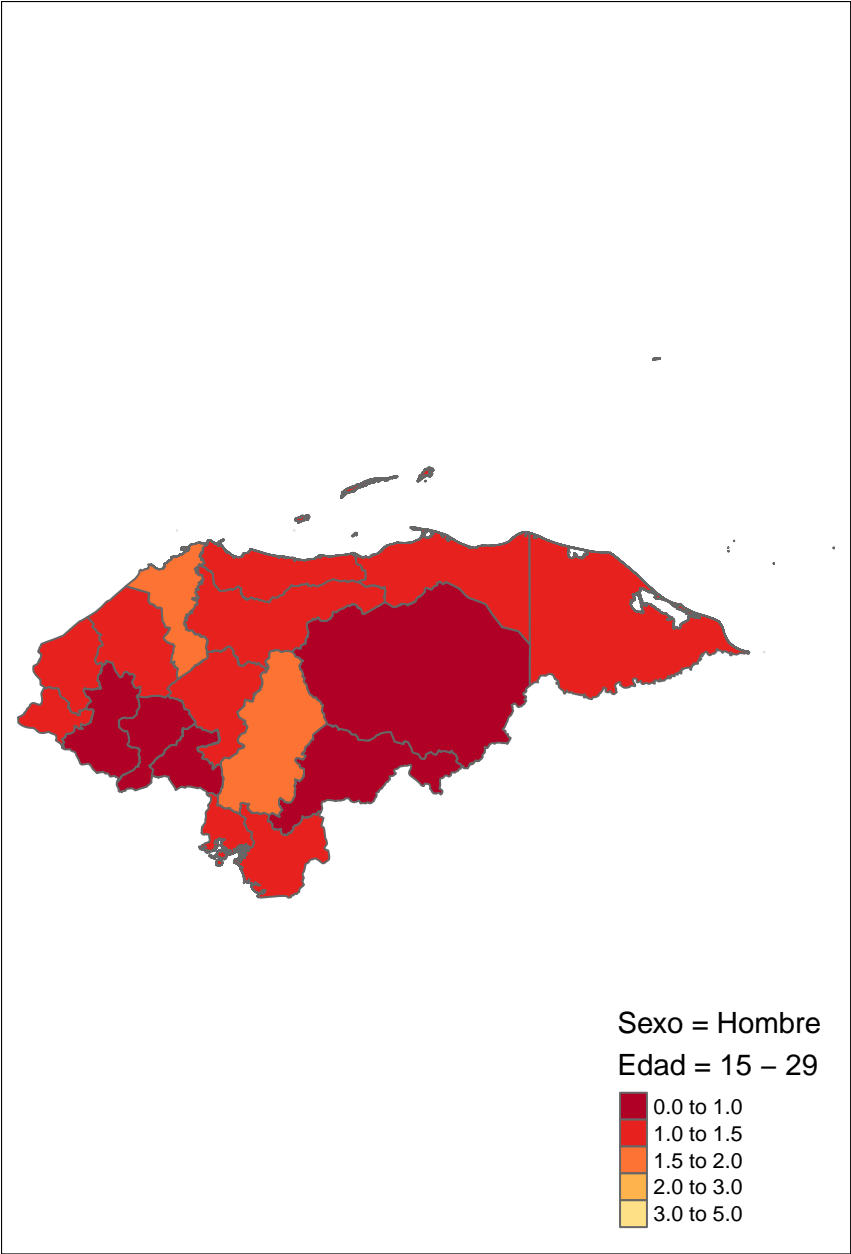 Sexo = Hombre
Edad = 15 – 29
0.0 to 1.0
1.0 to 1.5
1.5 to 2.0
2.0 to 3.0
3.0 to 5.0